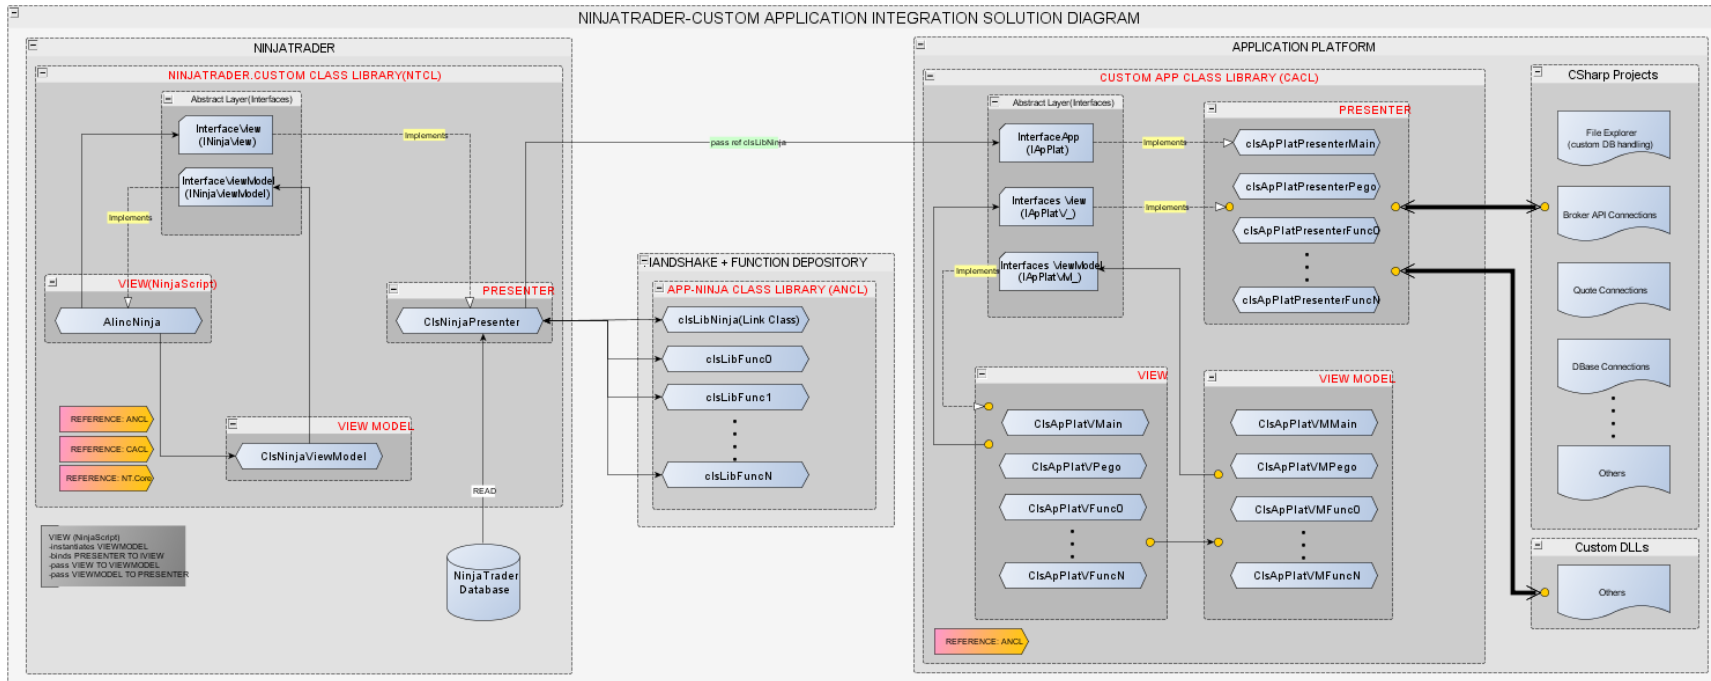 NINJATRADER-CUSTOM APPLICATION INTEGRATION SOLUTION DIAGRAM
NINJATRADER
NINJATRADER.CUSTOM CLASS LIBRARY(NTCL)
Abstract Layer(Interfaces)
InterfaceView
(INinjaView)
Implements
InterfaceViewModel
(INinjaViewModel)
Implements
VIEW(NinjaScript)
AlincNinja
PRESENTER
ClsNinjaPresenter
REFERENCE: ANCL
REFERENCE: CACL
REFERENCE: NT.Core
VIEW MODEL
ClsNinjaViewModel
READ
NinjaTrader
Database
VIEW (NinjaScript)
-instantiates VIEWMODEL
-binds PRESENTER TO IVIEW
-pass VIEW TO VIEWMODEL
-pass VIEWMODEL TO PRESENTER
pass ref clsLibNinja
HANDSHAKE + FUNCTION DEPOSITORY
APP-NINJA CLASS LIBRARY (ANCL)
clsLibNinja(Link Class)
clsLibFunc0
clsLibFunc1
clsLibFuncN
APPLICATION PLATFORM
CUSTOM APP CLASS LIBRARY (CACL)
Abstract Layer(Interfaces)
InterfaceApp
(IApPlat)
Implements
Interfaces View
(IApPlatV_)
Implements
Interfaces ViewModel
(IApPlatVM_)
Implements
PRESENTER
clsApPlatPresenterMain
clsApPlatPresenterPego
clsApPlatPresenterFunc0
clsApPlatPresenterFuncN
VIEW
ClsApPlatVMain
ClsApPlatVPego
ClsApPlatVFunc0
ClsApPlatVFuncN
VIEW MODEL
ClsApPlatVMMain
ClsApPlatVMPego
ClsApPlatVMFunc0
ClsApPlatVMFuncN
REFERENCE: ANCL
CSharp Projects
File Explorer
(custom DB handling)
Broker API Connections
Quote Connections
DBase Connections
Others
Custom DLLs
Others